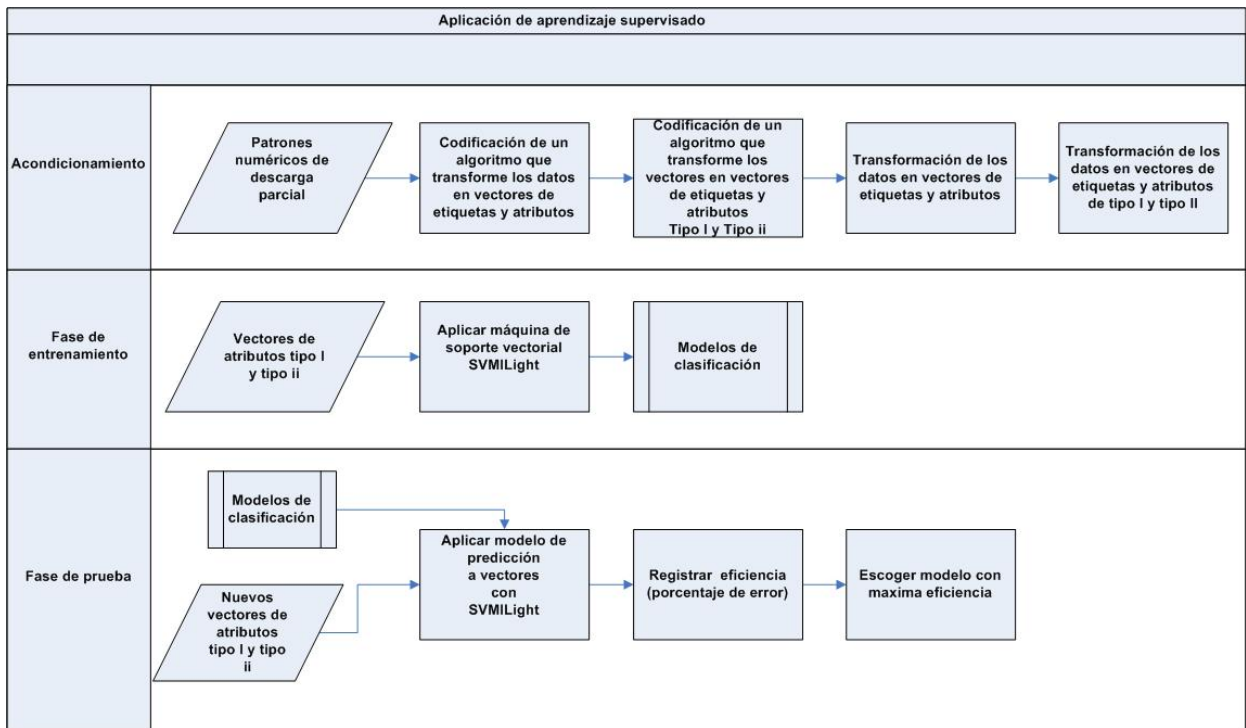 Aplicación de aprendizaje supervisado
Acondicionamiento
Patrones
numéricos de
descarga
parcial
Codificación de un
algoritmo que
transforme los datos
en vectores de
etiquetas y atributos
Codificación de un
algoritmo que
transforme los
vectores en vectores
de etiquetas y
atributos
Tipo I y Tipo ii
Transformación de los
datos en vectores de
etiquetas y atributos
Transformación de los
datos en vectores de
etiquetas y atributos
de tipo I y tipo II
Fase de
entrenamiento
Vectores de
atributos tipo I
y tipo ii
Aplicar máquina de
soporte vectorial
SVMlLight
Modelos de
clasificación
Fase de prueba
Modelos de
clasificación
Nuevos
vectores de
atributos
tipo I y tipo
ii
Aplicar modelo de
predicción
a vectores
con
SVMlLight
Registrar eficiencia
(porcentaje de error)
Escoger modelo con
maxima eficiencia